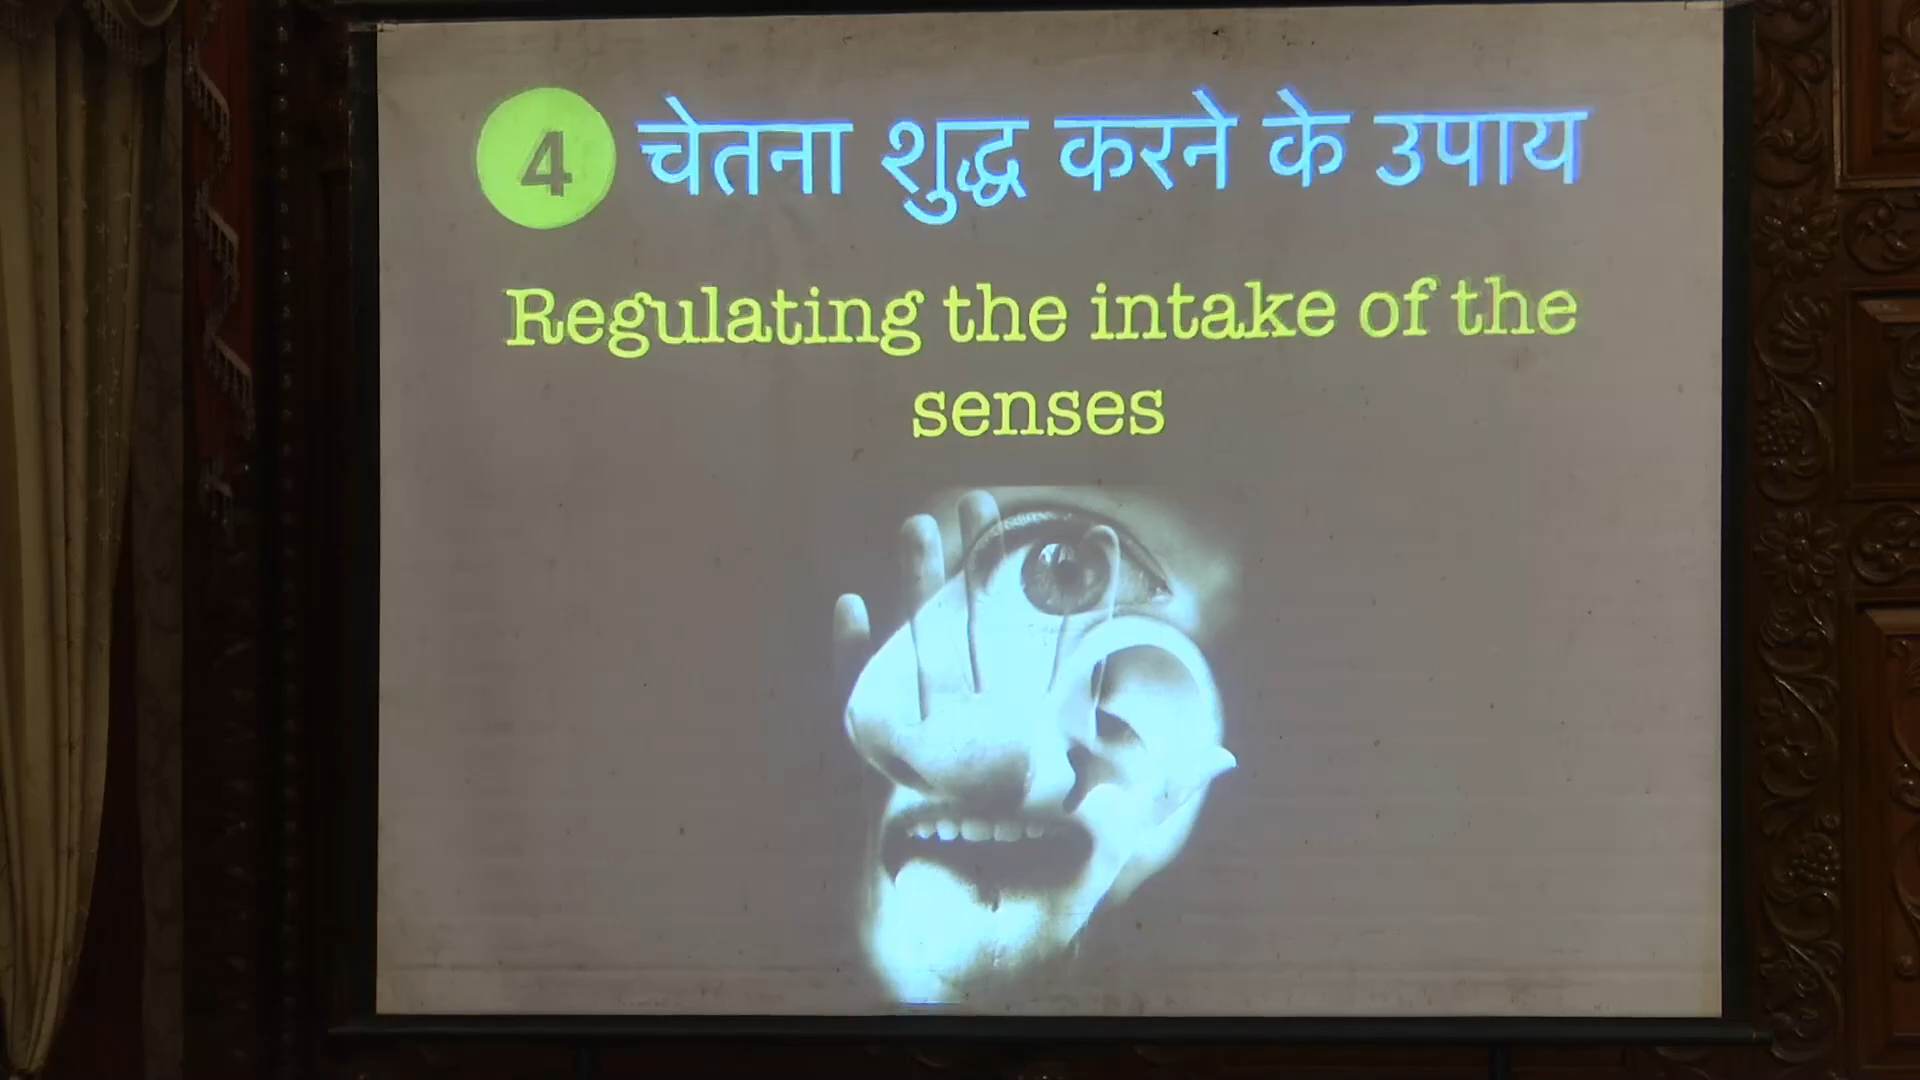 4 चेतना शुद्ध करने के उपाय
Regulating the intake of the
senses